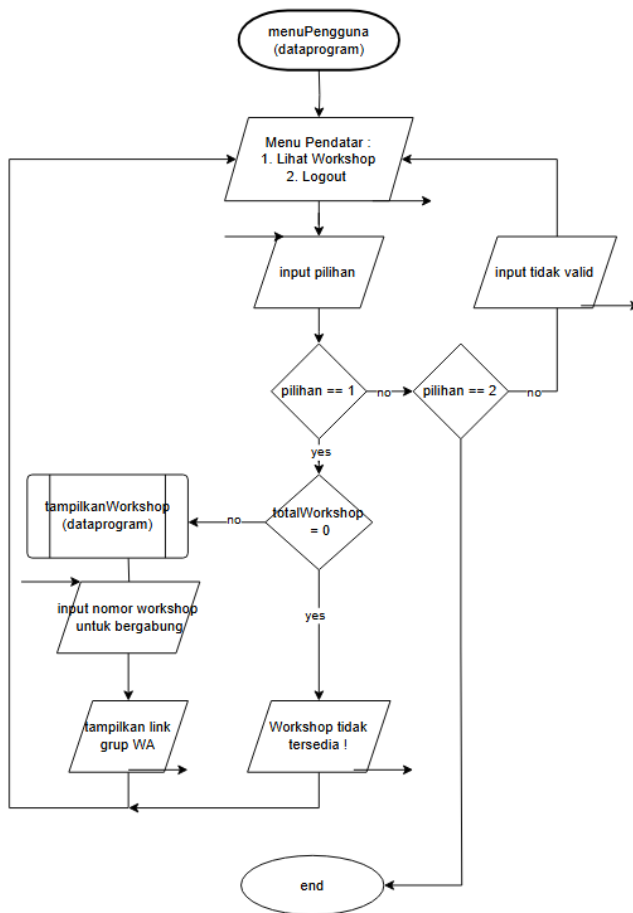 menuPengguna
(dataprogram)
Menu Pendatar :
1. Lihat Workshop
2. Logout
input pilihan
input tidak valid
pilihan == 1
no
pilihan == 2
no
yes
tampilkanWorkshop
(dataprogram)
no
totalWorkshop
= 0
input nomor workshop
untuk bergabung
yes
tampilkan link
grup WA
Workshop tidak
tersedia !
end